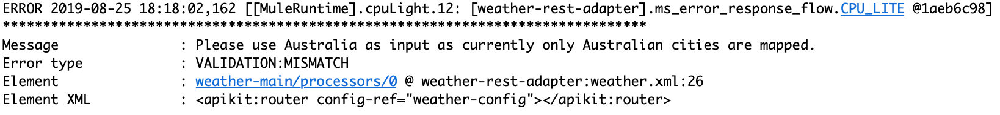 ERROR 2019-08-25 18:18:02,162 [[MuleRuntime].cpuLight.12: [weather-rest-adapter].ms_error_response_flow.CPU_LITE @1aeb6c98]
********************************************************************************
Message               : Please use Australia as input as currently only Australian cities are mapped.
Error type            : VALIDATION:MISMATCH
Element               : weather-main/processors/0 @ weather-rest-adapter:weather.xml:26
Element XML           : <apikit:router config-ref="weather-config"></apikit:router>